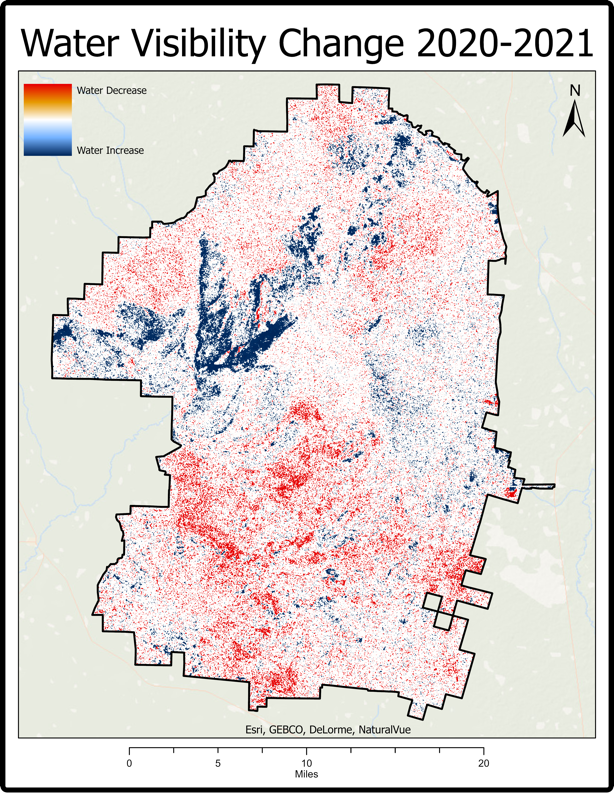 Water Visibility Change 2020-2021
Water Decrease
Water Increase
N
Esri, GEBCO, DeLorme, NaturalVue
0 5 10 20
Miles